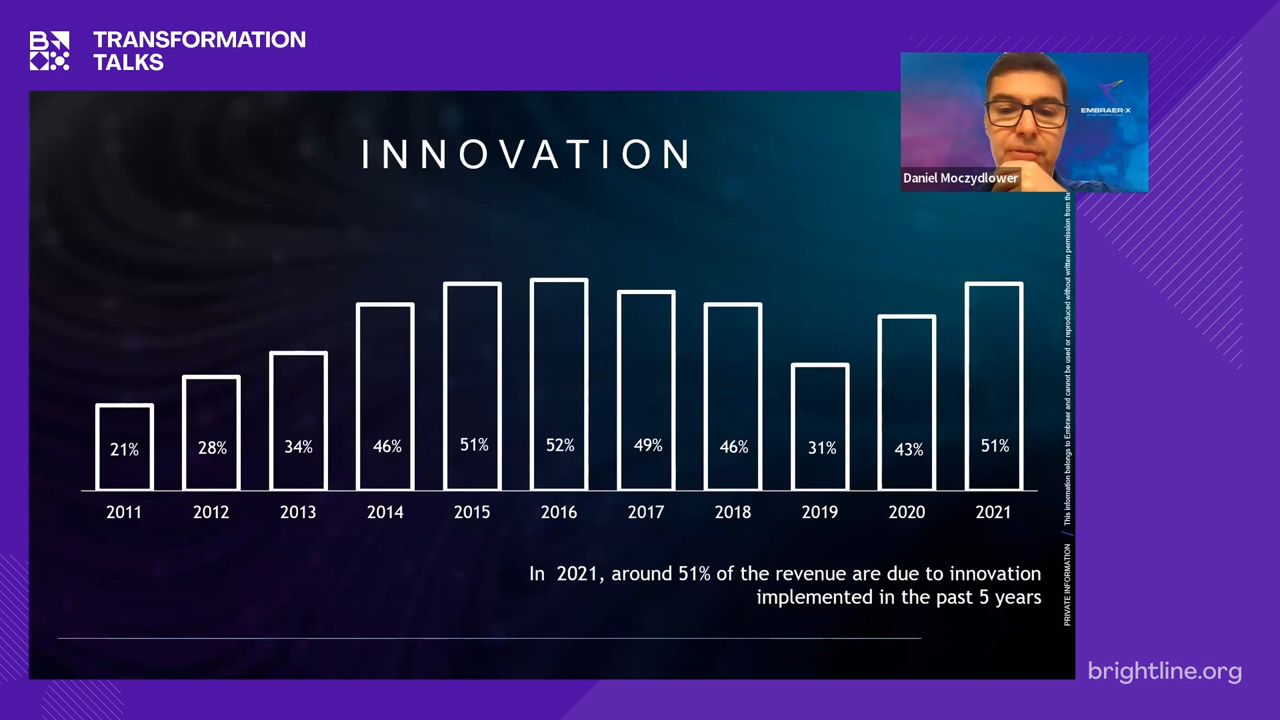 TRANSFORMATION
TALKS
EMBRAER-X
Daniel Moczydlower
INNOVATION
21%
28%
34%
46%
51%
52%
49%
46%
31%
43%
51%
2011
2012
2013
2014
2015
2016
2017
2018
2019
2020
2021
In 2021, around 51% of the revenue are due to innovation
implemented in the past 5 years
PRIVATE INFORMATION / This information belongs to Embraer and cannot be used or reproduced without written permission from the
brightline.org